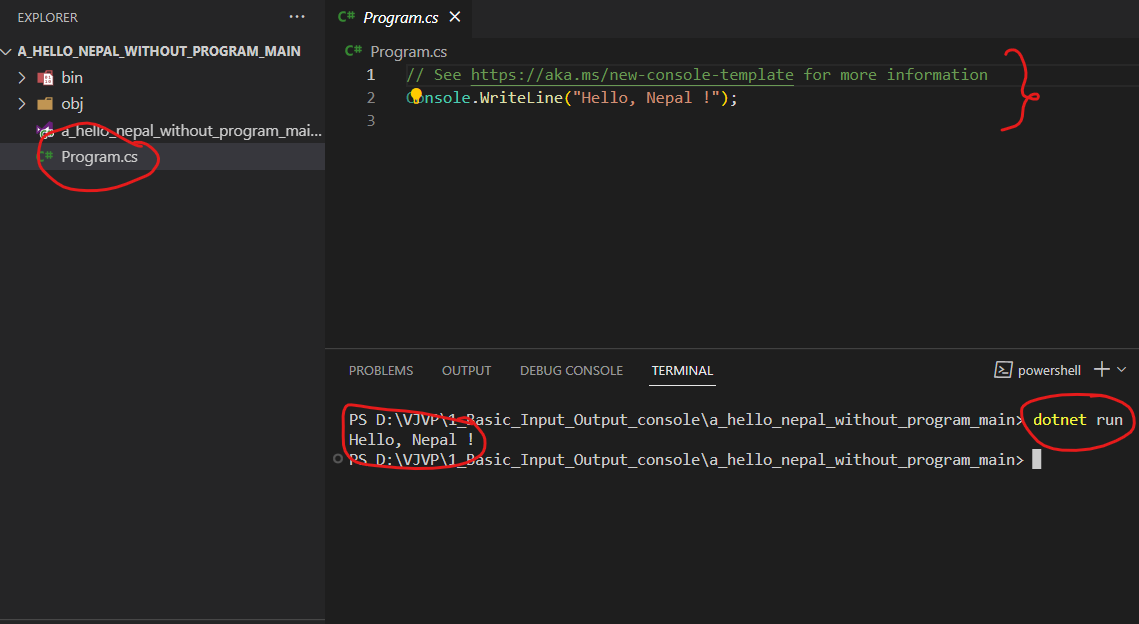 EXPLORER
A_HELLO_NEPAL_WITHOUT_PROGRAM_MAIN
bin
obj
a_hello_nepal_without_program_mai...
C# Program.cs
C# Program.cs
C# Program.cs
1 // See https://aka.ms/new-console-template for more information
2 Console.WriteLine("Hello, Nepal !");
3
PROBLEMS OUTPUT DEBUG CONSOLE TERMINAL powershell
PS D:\VJVP\1_Basic_Input_Output_console\a_hello_nepal_without_program_main> dotnet run
Hello, Nepal !
PS D:\VJVP\1_Basic_Input_Output_console\a_hello_nepal_without_program_main>